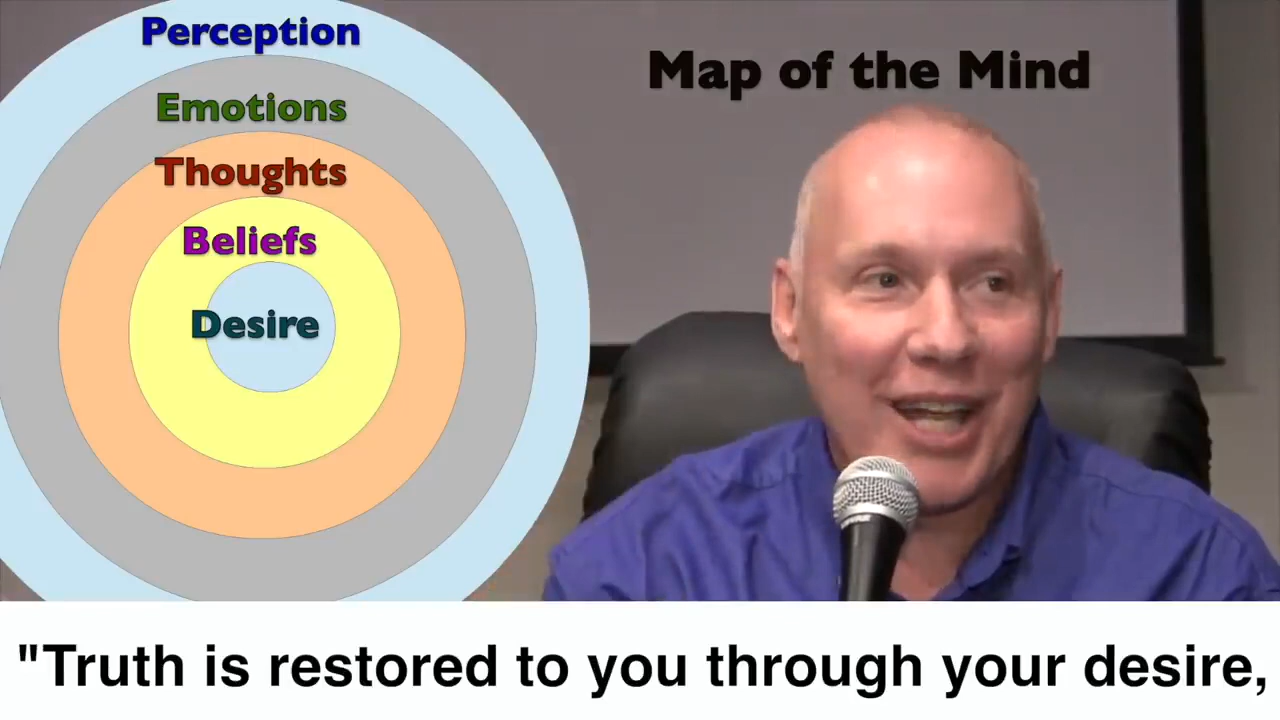 Perception
Map of the Mind
Emotions
Thoughts
Beliefs
Desire
"Truth is restored to you through your desire,